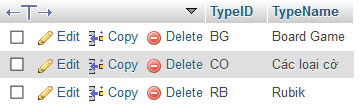 TypeID TypeName
Edit Copy Delete BG Board Game
Edit Copy Delete CO Các loại cờ
Edit Copy Delete RB Rubik